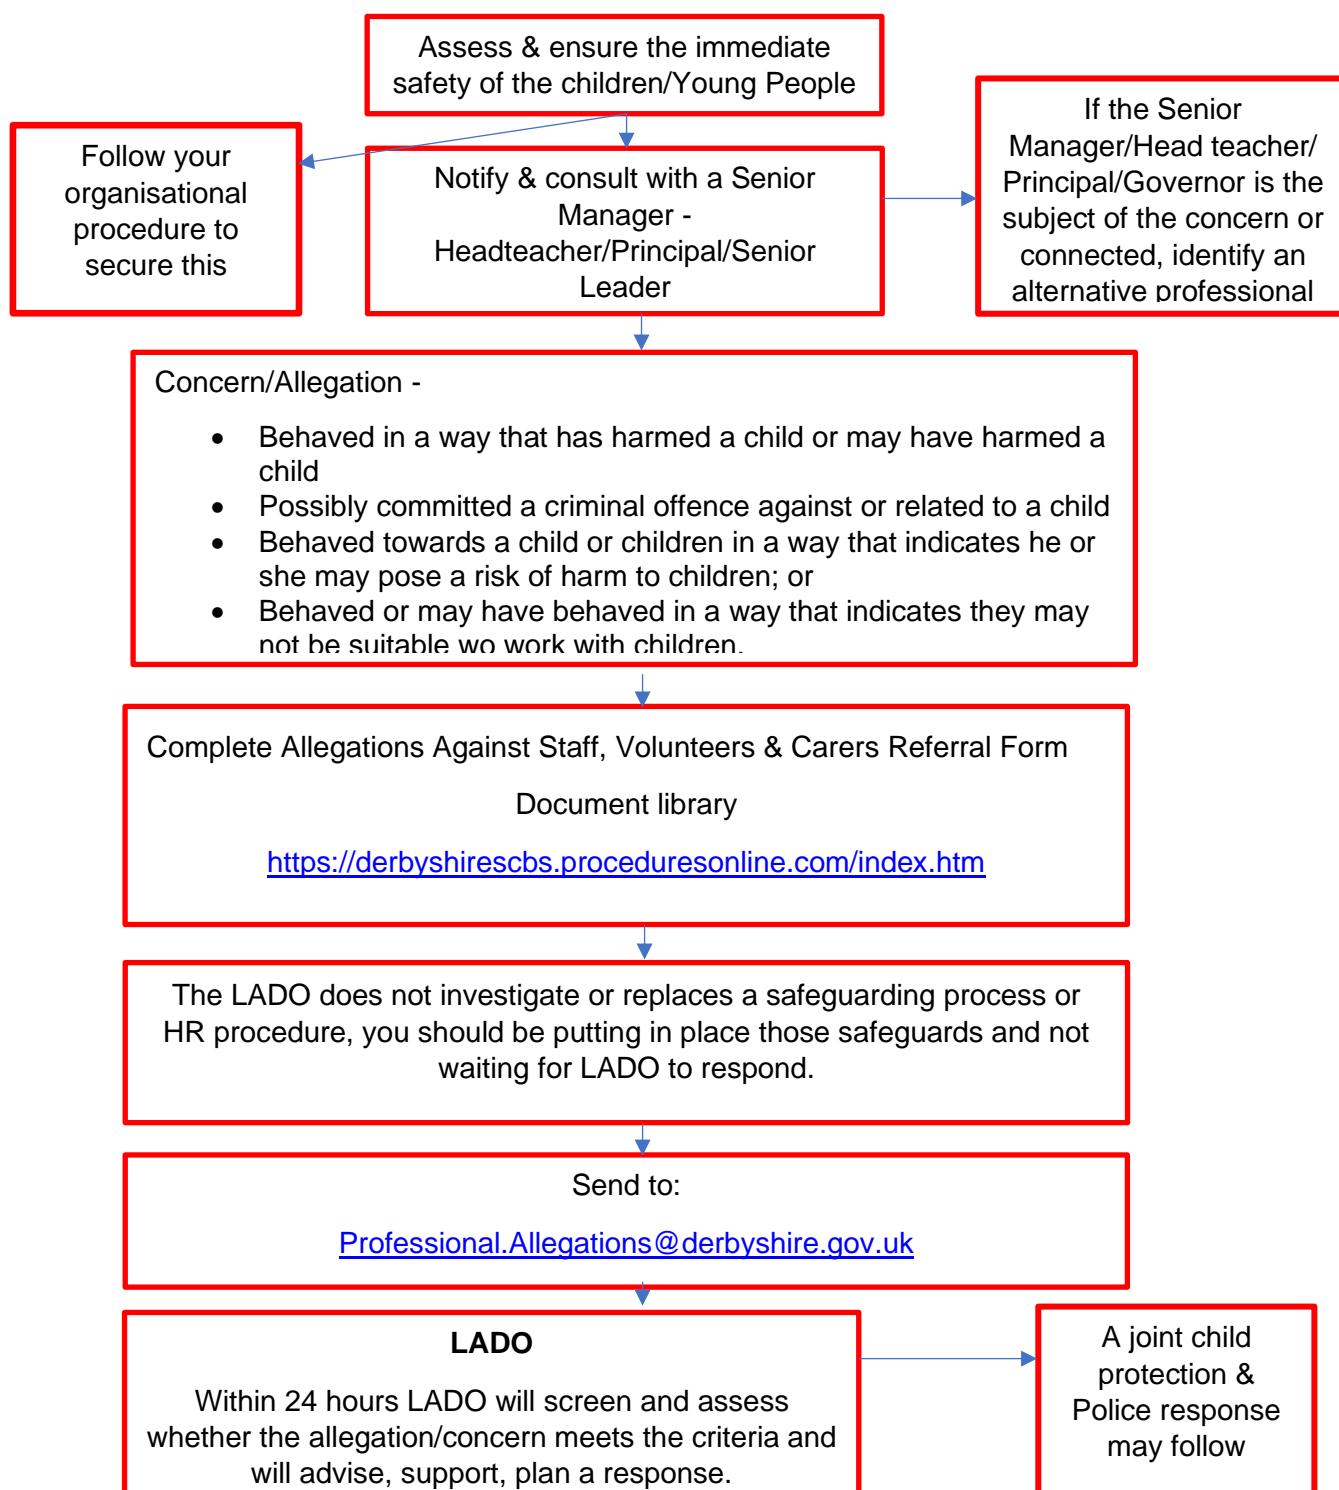 Assess & ensure the immediate
safety of the children/Young People
Follow your
organisational
procedure to
secure this
Notify & consult with a Senior
Manager -
Headteacher/Principal/Senior
Leader
If the Senior
Manager/Head teacher/
Principal/Governor is the
subject of the concern or
connected, identify an
alternative professional
Concern/Allegation -
• Behaved in a way that has harmed a child or may have harmed a
child
• Possibly committed a criminal offence against or related to a child
• Behaved towards a child or children in a way that indicates he or
she may pose a risk of harm to children; or
• Behaved or may have behaved in a way that indicates they may
not be suitable wo work with children.
Complete Allegations Against Staff, Volunteers & Carers Referral Form
Document library
https://derbyshirescbs.proceduresonline.com/index.htm
The LADO does not investigate or replaces a safeguarding process or
HR procedure, you should be putting in place those safeguards and not
waiting for LADO to respond.
Send to:
Professional.Allegations@derbyshire.gov.uk
LADO
Within 24 hours LADO will screen and assess
whether the allegation/concern meets the criteria and
will advise, support, plan a response.
A joint child
protection &
Police response
may follow